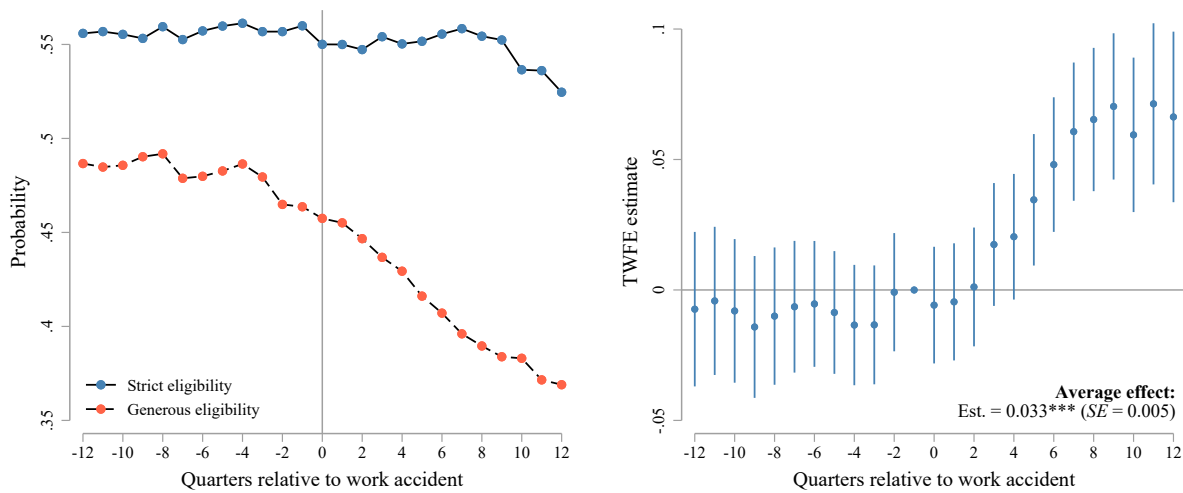 .55
.5
.45
.4
.35
Probability
Strict eligibility
Generous eligibility
-12 -10 -8 -6 -4 -2 0 2 4 6 8 10 12
Quarters relative to work accident
.1
.05
0
-.05
TWFE estimate
Average effect:
Est. = 0.033*** (SE = 0.005)
-12 -10 -8 -6 -4 -2 0 2 4 6 8 10 12
Quarters relative to work accident